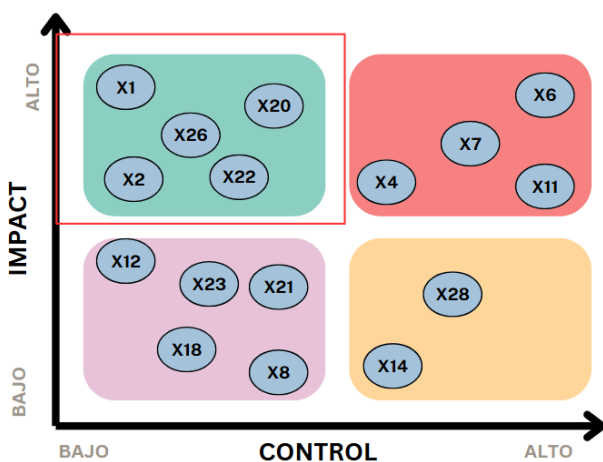 ALTO
IMPACT
BAJO
X1
X20
X26
X2
X22
X6
X7
X4
X11
X12
X23
X21
X18
X8
X28
X14
BAJO
CONTROL
ALTO